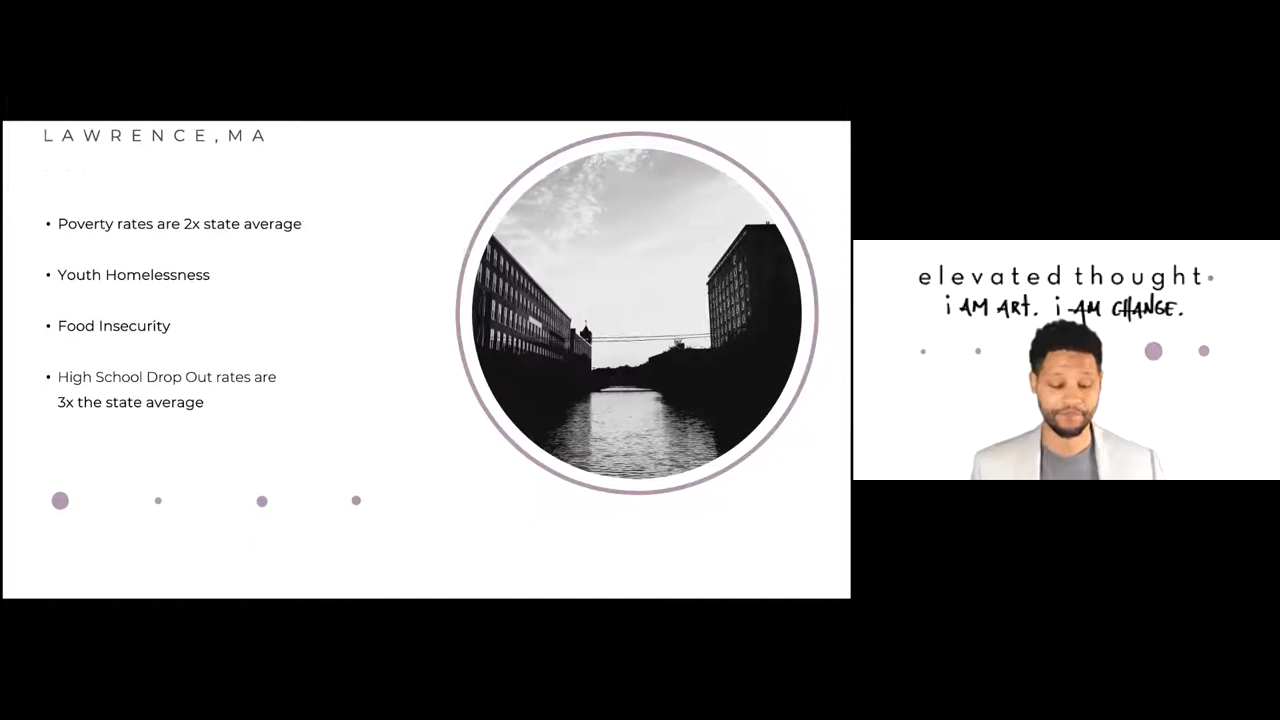 LAWRENCE, MA
• Poverty rates are 2x state average
• Youth Homelessness
• Food Insecurity
• High School Drop Out rates are
3x the state average
elevated thought
i AM ART. i AM CHANGE.